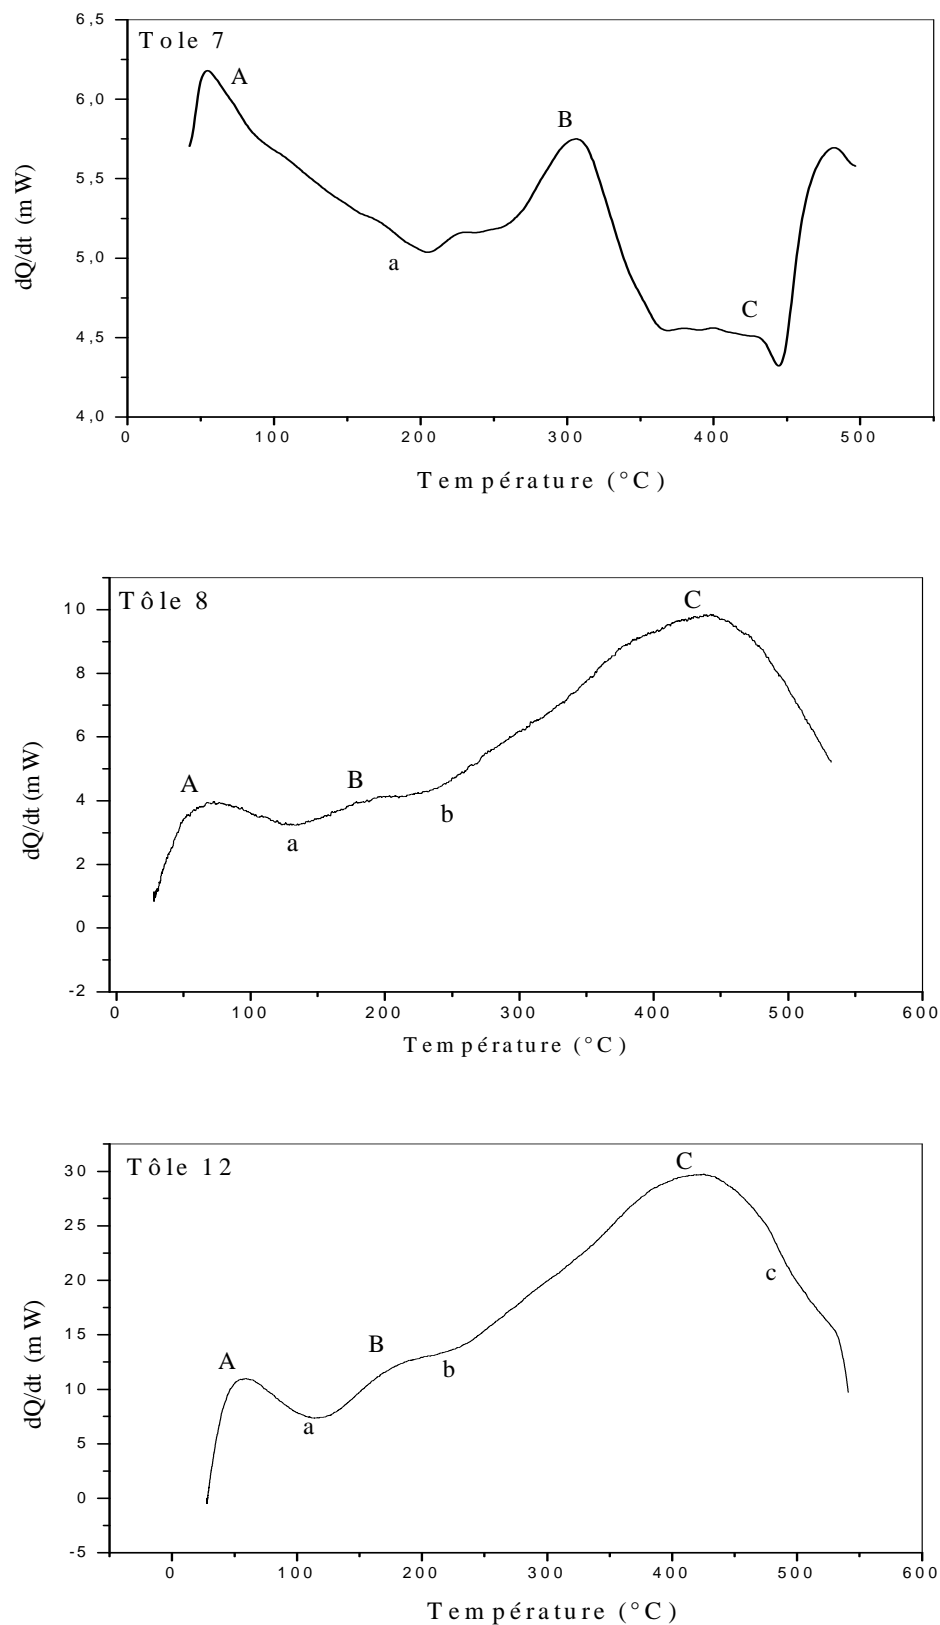 Tole 7
6,5
6,0
5,5
5,0
4,5
4,0
dQ/dt (mW)
A
a
B
C
0 100 200 300 400 500
Température (°C)
Tôle 8
10
8
6
4
2
0
-2
dQ/dt (mW)
A
a
B
b
C
0 100 200 300 400 500 600
Température (°C)
Tôle 12
30
25
20
15
10
5
0
-5
dQ/dt (mW)
A
a
B
b
C
c
0 100 200 300 400 500 600
Température (°C)